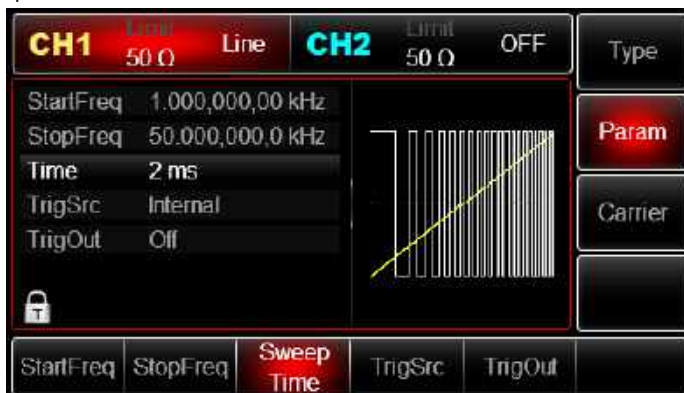 CH1 Limit 50 Ω Line CH2 Limit 50 Ω OFF Type
StartFreq 1.000,000,00 kHz
StopFreq 50.000,000,0 kHz
Param
Time 2 ms
TrigSrc Internal
Carrier
TrigOut Off
T
StartFreq StopFreq Sweep Time TrigSrc TrigOut